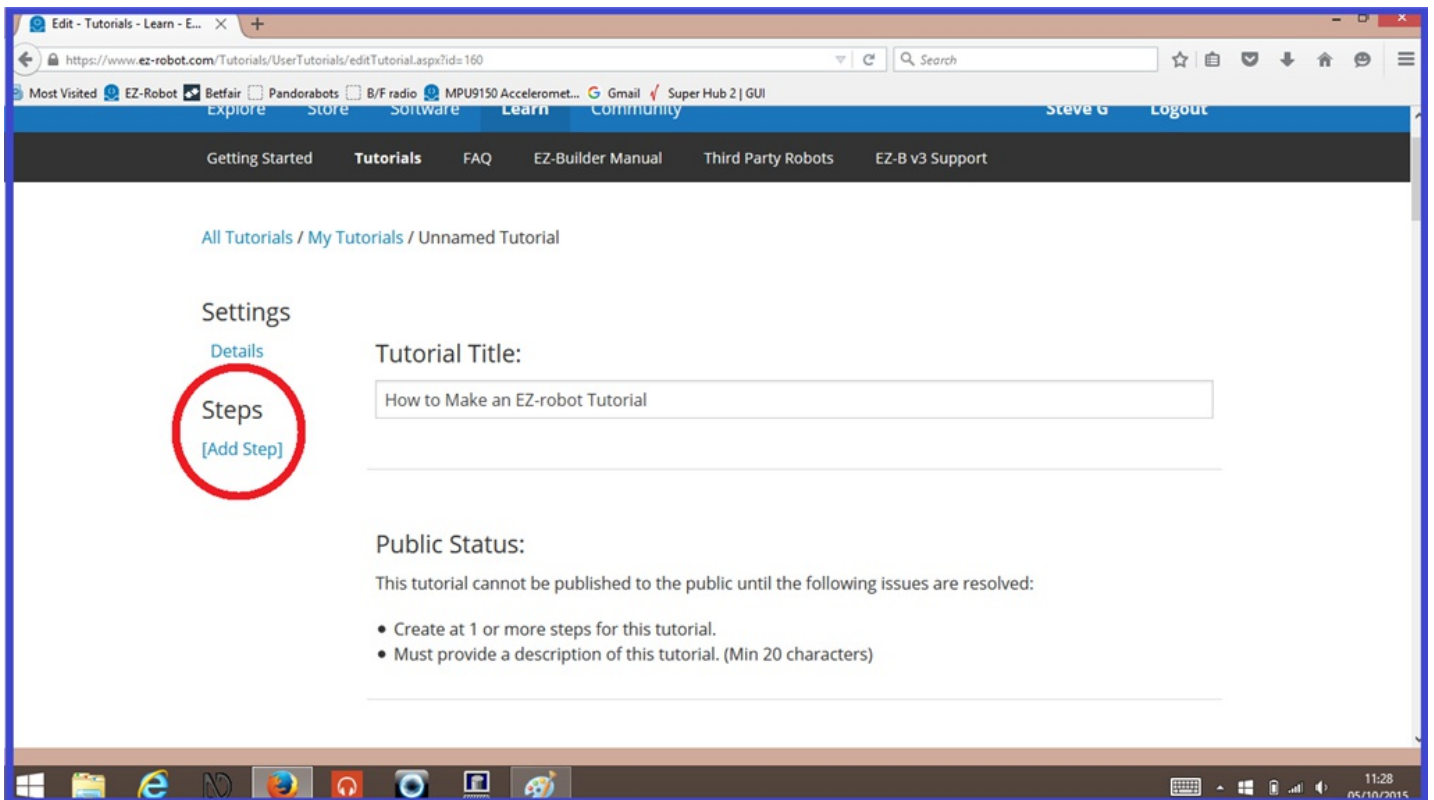 Edit - Tutorials - Learn - E...
https://www.ez-robot.com/Tutorials/UserTutorials/editTutorial.aspx?id=160
Search
Most Visited EZ-Robot Betfair Pandorabots B/F radio MPU9150 Acceleromet... Gmail Super Hub 2 | GUI
Explore Store Software Learn Community Steve G Logout
Getting Started Tutorials FAQ EZ-Builder Manual Third Party Robots EZ-B v3 Support
All Tutorials / My Tutorials / Unnamed Tutorial
Settings
Details
Steps
[Add Step]
Tutorial Title:
How to Make an EZ-robot Tutorial
Public Status:
This tutorial cannot be published to the public until the following issues are resolved:
• Create at 1 or more steps for this tutorial.
• Must provide a description of this tutorial. (Min 20 characters)
11:28
05/10/2015